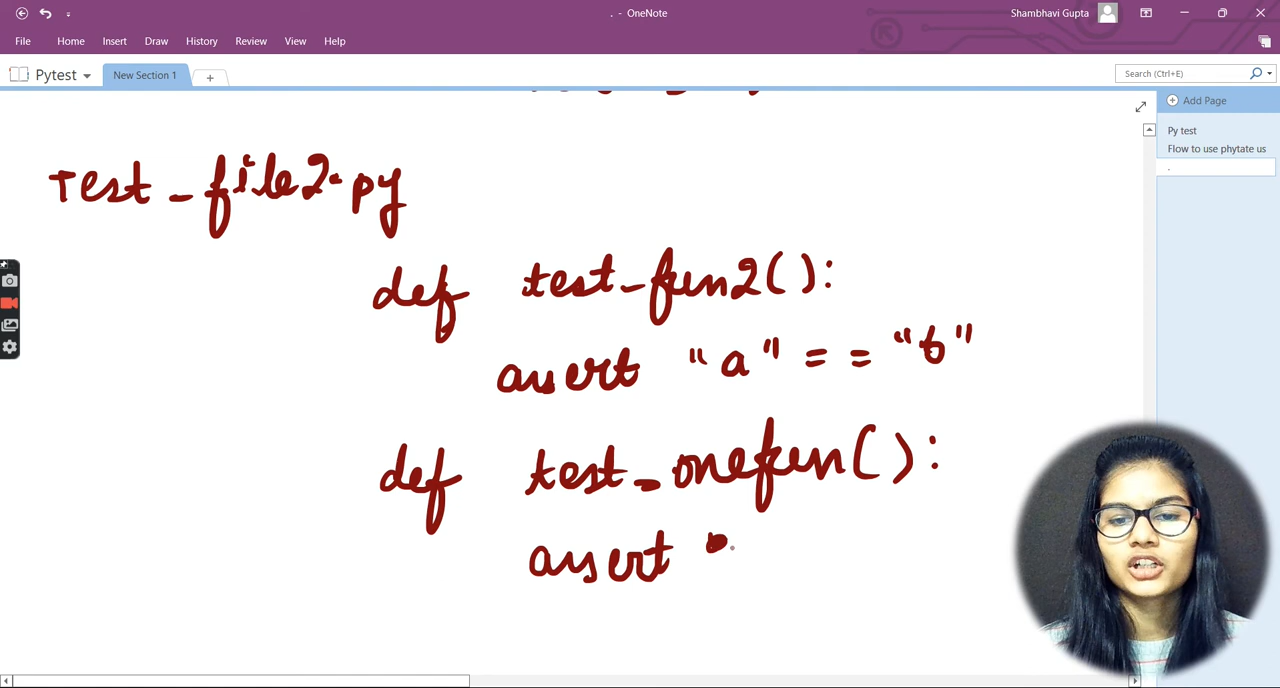 . - OneNote
Shambhavi Gupta
File Home Insert Draw History Review View Help
Pytest New Section 1 +
Search (Ctrl+E)
Add Page
Py test
Flow to use phytate us
.
Test_file2.py
def test_fun2():
assert "a" == "b"
def test_onefun():
assert